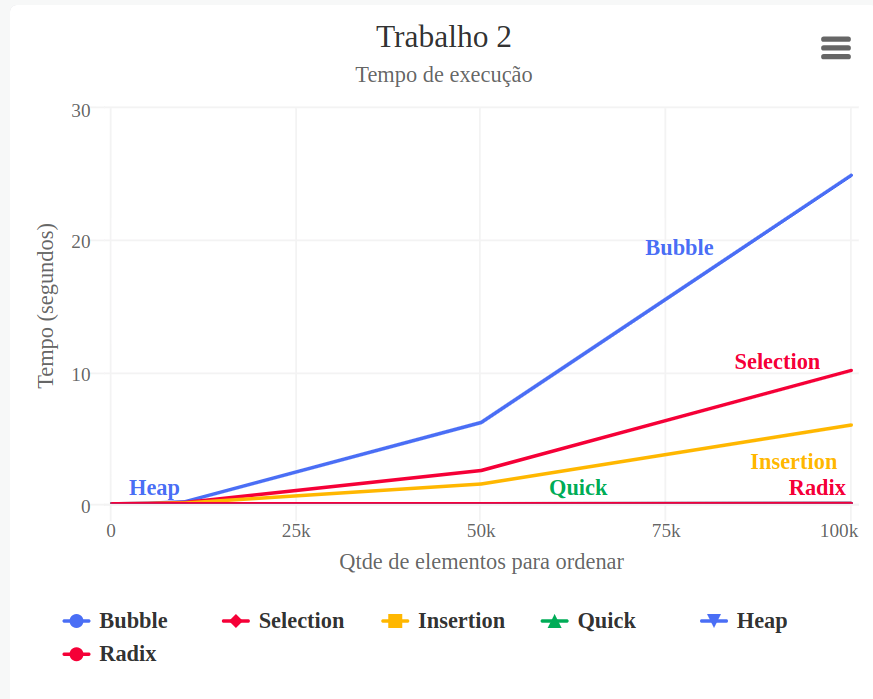 Trabalho 2
Tempo de execução
Tempo (segundos)
30
20
10
0
Bubble
Selection
Insertion
Heap
Quick
Radix
0 25k 50k 75k 100k
Qtde de elementos para ordenar
Bubble Selection Insertion Quick Heap
Radix